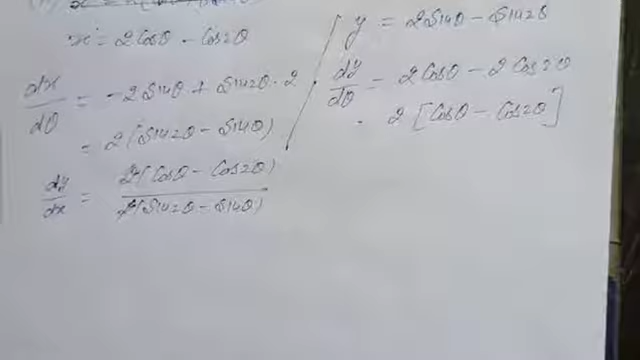 x = 2Cosθ - Cos2θ
dx/dθ = -2Sinθ + Sin2θ·2
= 2(Sin2θ - Sinθ)
dy/dx = 2(Cosθ - Cos2θ) / 2(Sin2θ - Sinθ)
y = 2Sinθ - Sin2θ
dy/dθ = 2Cosθ - 2Cos2θ
2[Cosθ - Cos2θ]